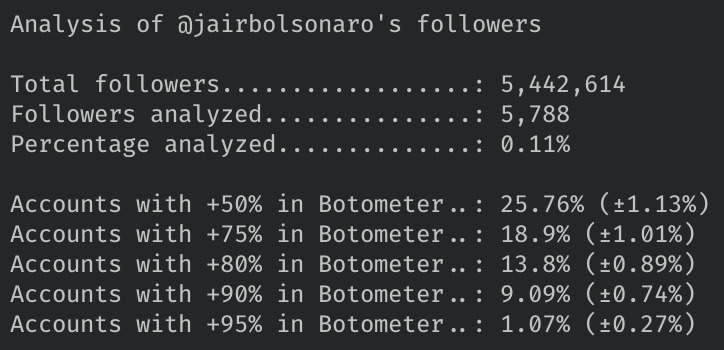 Analysis of @jairbolsonaro's followers
Total followers..................: 5,442,614
Followers analyzed...............: 5,788
Percentage analyzed..............: 0.11%
Accounts with +50% in Botometer..: 25.76% (±1.13%)
Accounts with +75% in Botometer..: 18.9% (±1.01%)
Accounts with +80% in Botometer..: 13.8% (±0.89%)
Accounts with +90% in Botometer..: 9.09% (±0.74%)
Accounts with +95% in Botometer..: 1.07% (±0.27%)